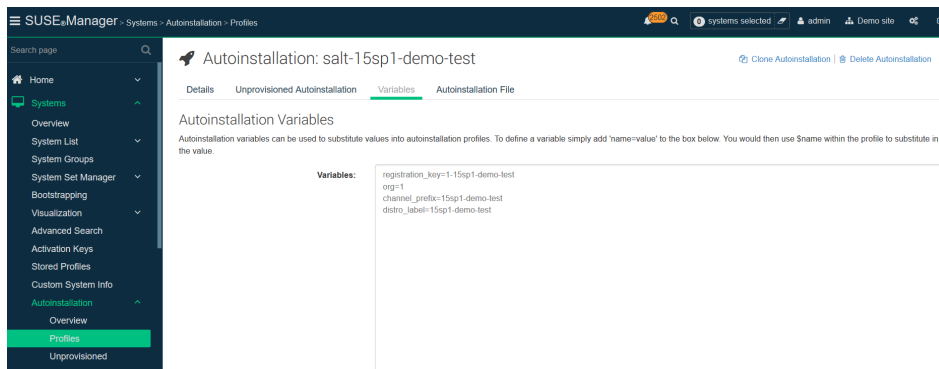 SUSE®Manager > Systems > Autoinstallation > Profiles
2502
0 systems selected
admin
Demo site
Search page
Home
Systems
Overview
System List
System Groups
System Set Manager
Bootstrapping
Visualization
Advanced Search
Activation Keys
Stored Profiles
Custom System Info
Autoinstallation
Overview
Profiles
Unprovisioned
Autoinstallation: salt-15sp1-demo-test
Clone Autoinstallation | Delete Autoinstallation
Details Unprovisioned Autoinstallation Variables Autoinstallation File
Autoinstallation Variables
Autoinstallation variables can be used to substitute values into autoinstallation profiles. To define a variable simply add 'name=value' to the box below. You would then use $name within the profile to substitute in
the value.
Variables:
registration_key=1-15sp1-demo-test
org=1
channel_prefix=15sp1-demo-test
distro_label=15sp1-demo-test